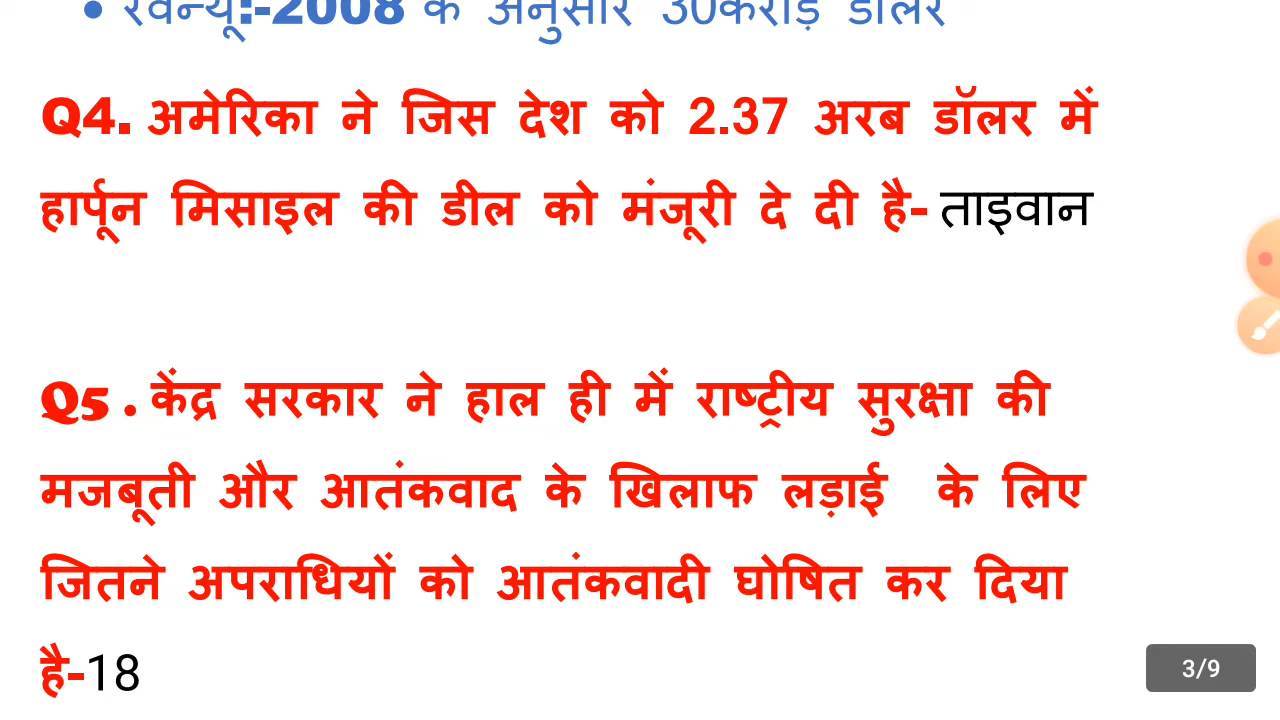 • रेवेन्यू:-2008 के अनुसार 30करोड़ डॉलर
Q4. अमेरिका ने जिस देश को 2.37 अरब डॉलर में
हार्पून मिसाइल की डील को मंजूरी दे दी है- ताइवान
Q5 . केंद्र सरकार ने हाल ही में राष्ट्रीय सुरक्षा की
मजबूती और आतंकवाद के खिलाफ लड़ाई के लिए
जितने अपराधियों को आतंकवादी घोषित कर दिया
है-18
3/9